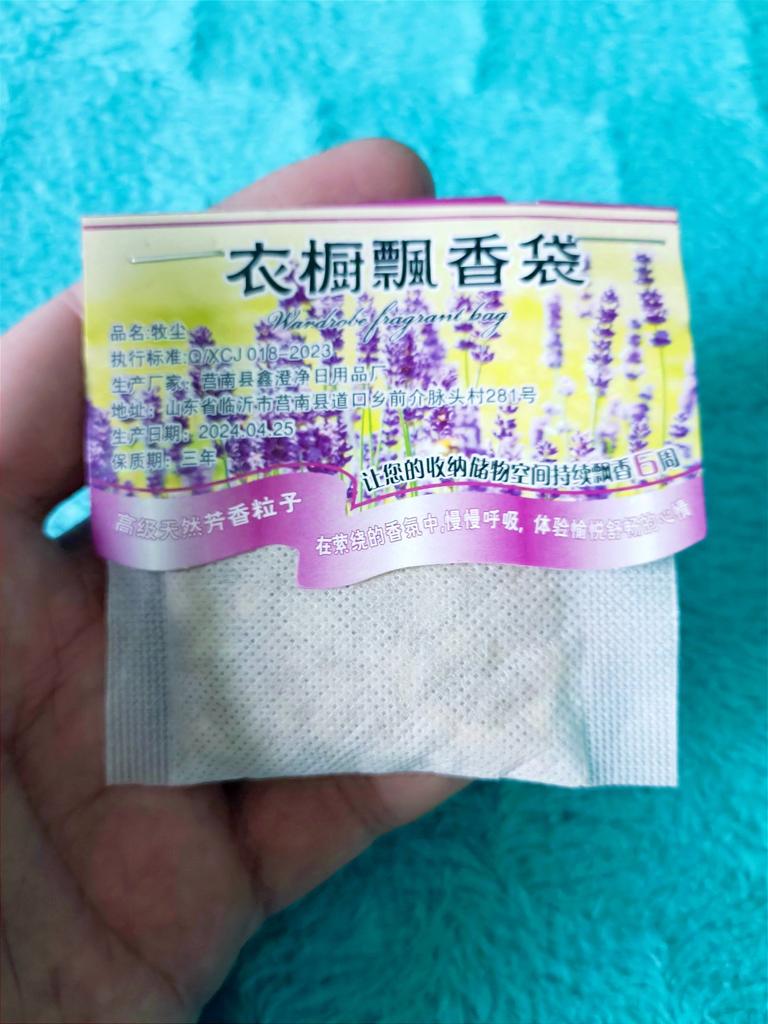 衣橱飘香袋
Wardrobe fragrant bag
品名:牧尘
执行标准:Q/XCJ 018-2023
生产厂家：莒南县鑫澄净日用品厂
地址：山东省临沂市莒南县道口乡前介脉头村281号
生产日期：2024.04.25
保质期：三年
让您的收纳储物空间持续飘香6周
高级天然芳香粒子
在萦绕的香氛中,慢慢呼吸,体验愉悦舒畅的心情